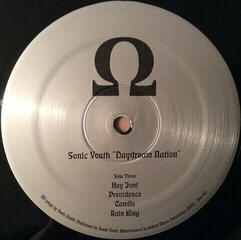 Ω
Sonic Youth "Daydream Nation"
Side Three
Hey Joni
Providence
Candle
Rain King